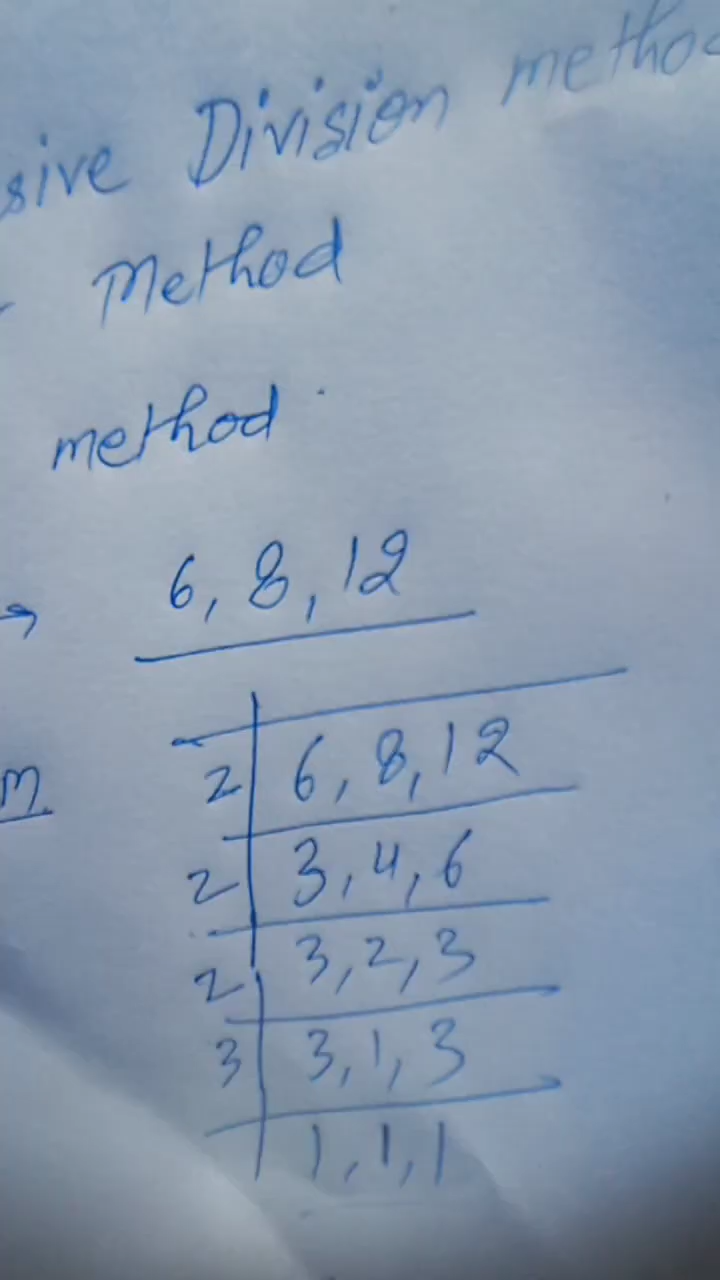 sive Division method
Method
method.
→ 6, 8, 12
m
2 6, 8, 12
2 3, 4, 6
2 3, 2, 3
3 3, 1, 3
1, 1, 1